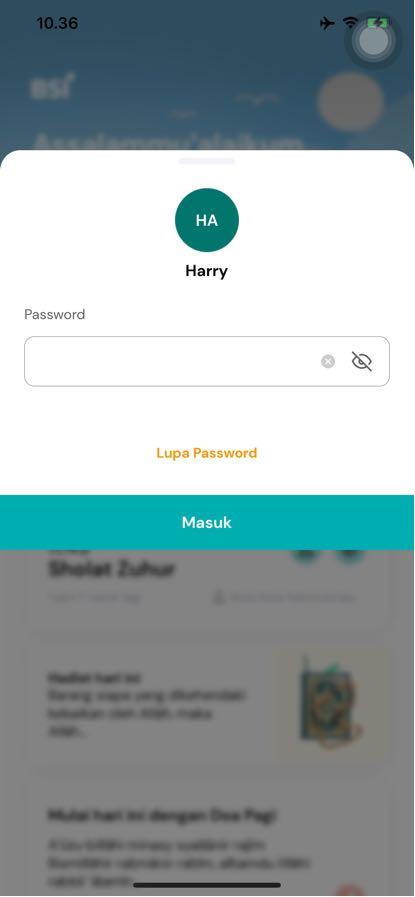 10.36
BSI
Assalammu'alaikum
HA
Harry
Password
Lupa Password
Masuk
Sholat Zuhur
Hadist hari ini
Barang siapa yang dikehendaki
kebaikan oleh Allah, maka
Allah...
Mulai hari ini dengan Doa Pagi